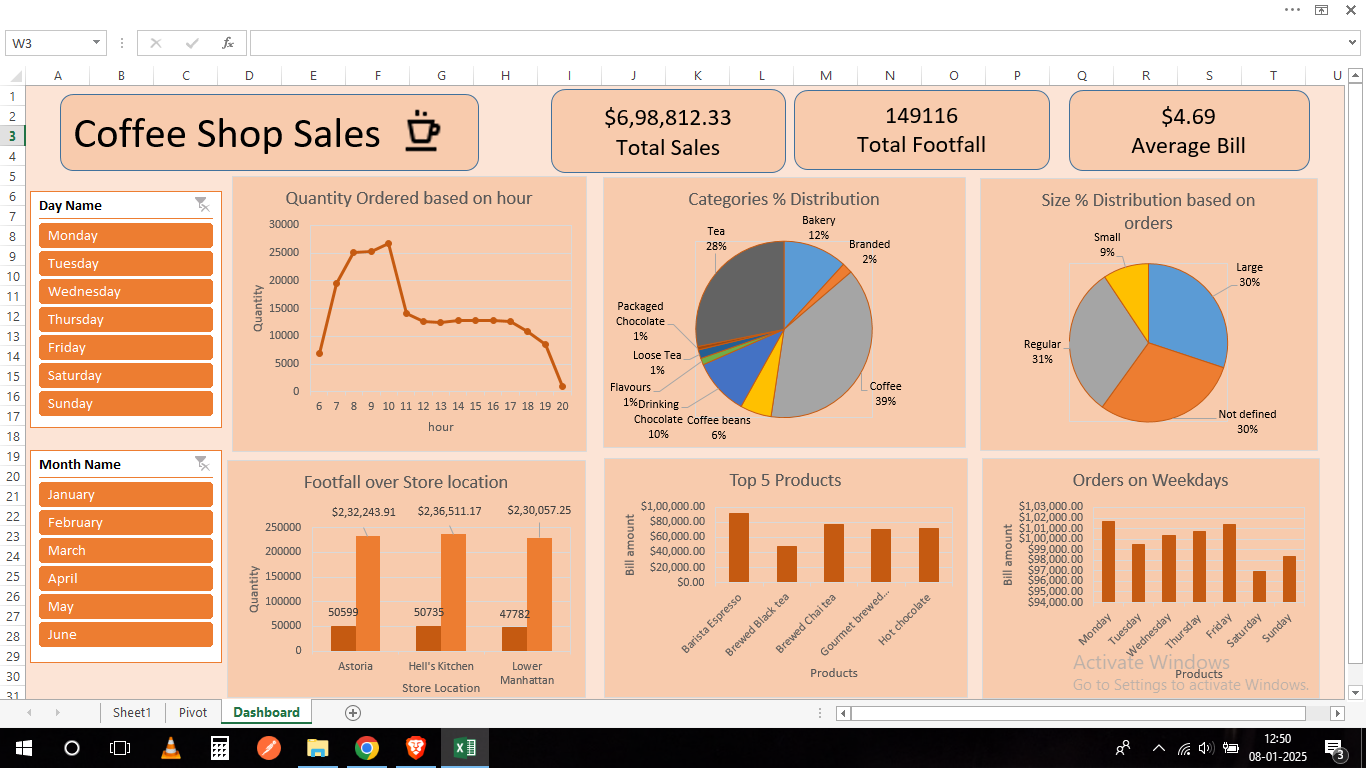 W3
fx
A B C D E F G H I J K L M N O P Q R S T U
1
2
3
4
5
6
7
8
9
10
11
12
13
14
15
16
17
18
19
20
21
22
23
24
25
26
27
28
29
30
31
Coffee Shop Sales
$6,98,812.33
Total Sales
149116
Total Footfall
$4.69
Average Bill
Day Name
Monday
Tuesday
Wednesday
Thursday
Friday
Saturday
Sunday
Month Name
January
February
March
April
May
June
Quantity Ordered based on hour
Quantity
30000
25000
20000
15000
10000
5000
0
6 7 8 9 10 11 12 13 14 15 16 17 18 19 20
hour
Categories % Distribution
Bakery
12%
Branded
2%
Coffee
39%
Coffee beans
6%
Drinking
Chocolate
10%
Flavours
1%
Loose Tea
1%
Packaged
Chocolate
1%
Tea
28%
Size % Distribution based on
orders
Large
30%
Not defined
30%
Regular
31%
Small
9%
Footfall over Store location
$2,32,243.91 $2,36,511.17 $2,30,057.25
Quantity
250000
200000
150000
100000
50000
0
50599 50735 47782
Astoria Hell's Kitchen Lower
Manhattan
Store Location
Top 5 Products
Bill amount
$1,00,000.00
$80,000.00
$60,000.00
$40,000.00
$20,000.00
$0.00
Barista Espresso
Brewed Black tea
Brewed Chai tea
Gourmet brewed...
Hot chocolate
Products
Orders on Weekdays
Bill amount
$1,03,000.00
$1,02,000.00
$1,01,000.00
$1,00,000.00
$99,000.00
$98,000.00
$97,000.00
$96,000.00
$95,000.00
$94,000.00
Monday
Tuesday
Wednesday
Thursday
Friday
Saturday
Sunday
Products
Activate Windows
Go to Settings to activate Windows.
Sheet1 Pivot Dashboard
12:50
08-01-2025
3